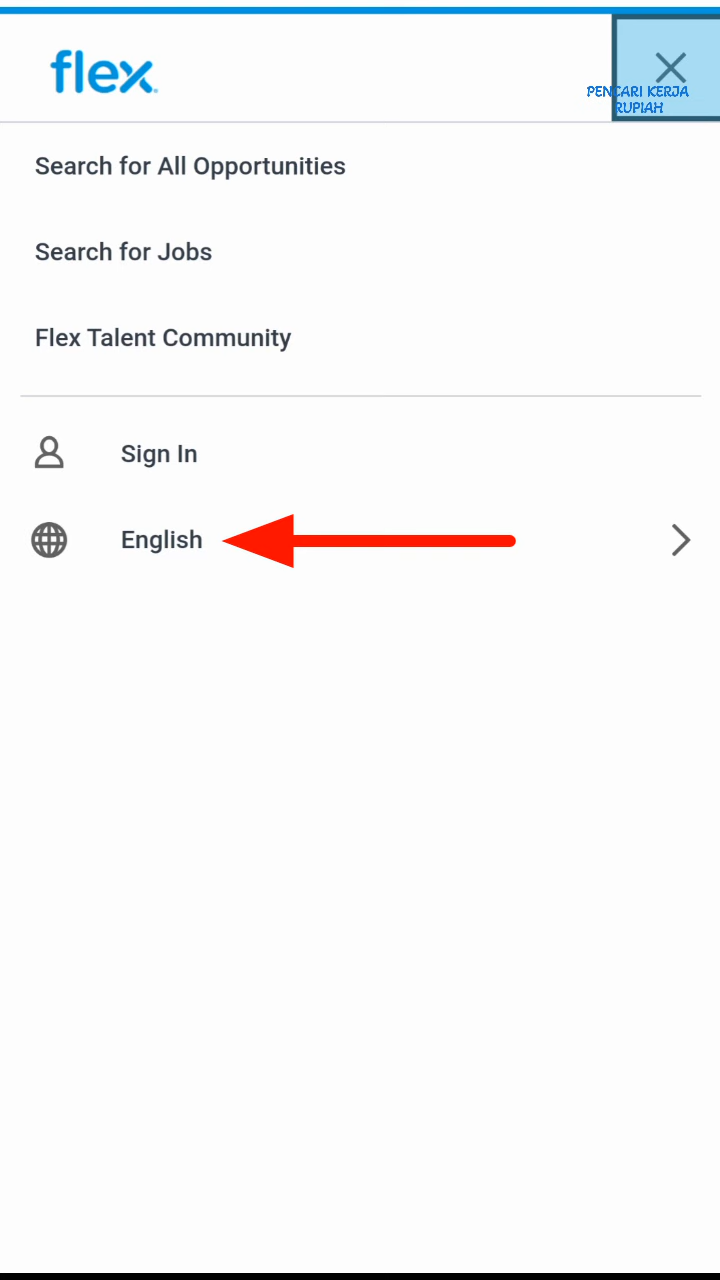 flex
PENCARI KERJA
RUPIAH
Search for All Opportunities
Search for Jobs
Flex Talent Community
Sign In
English